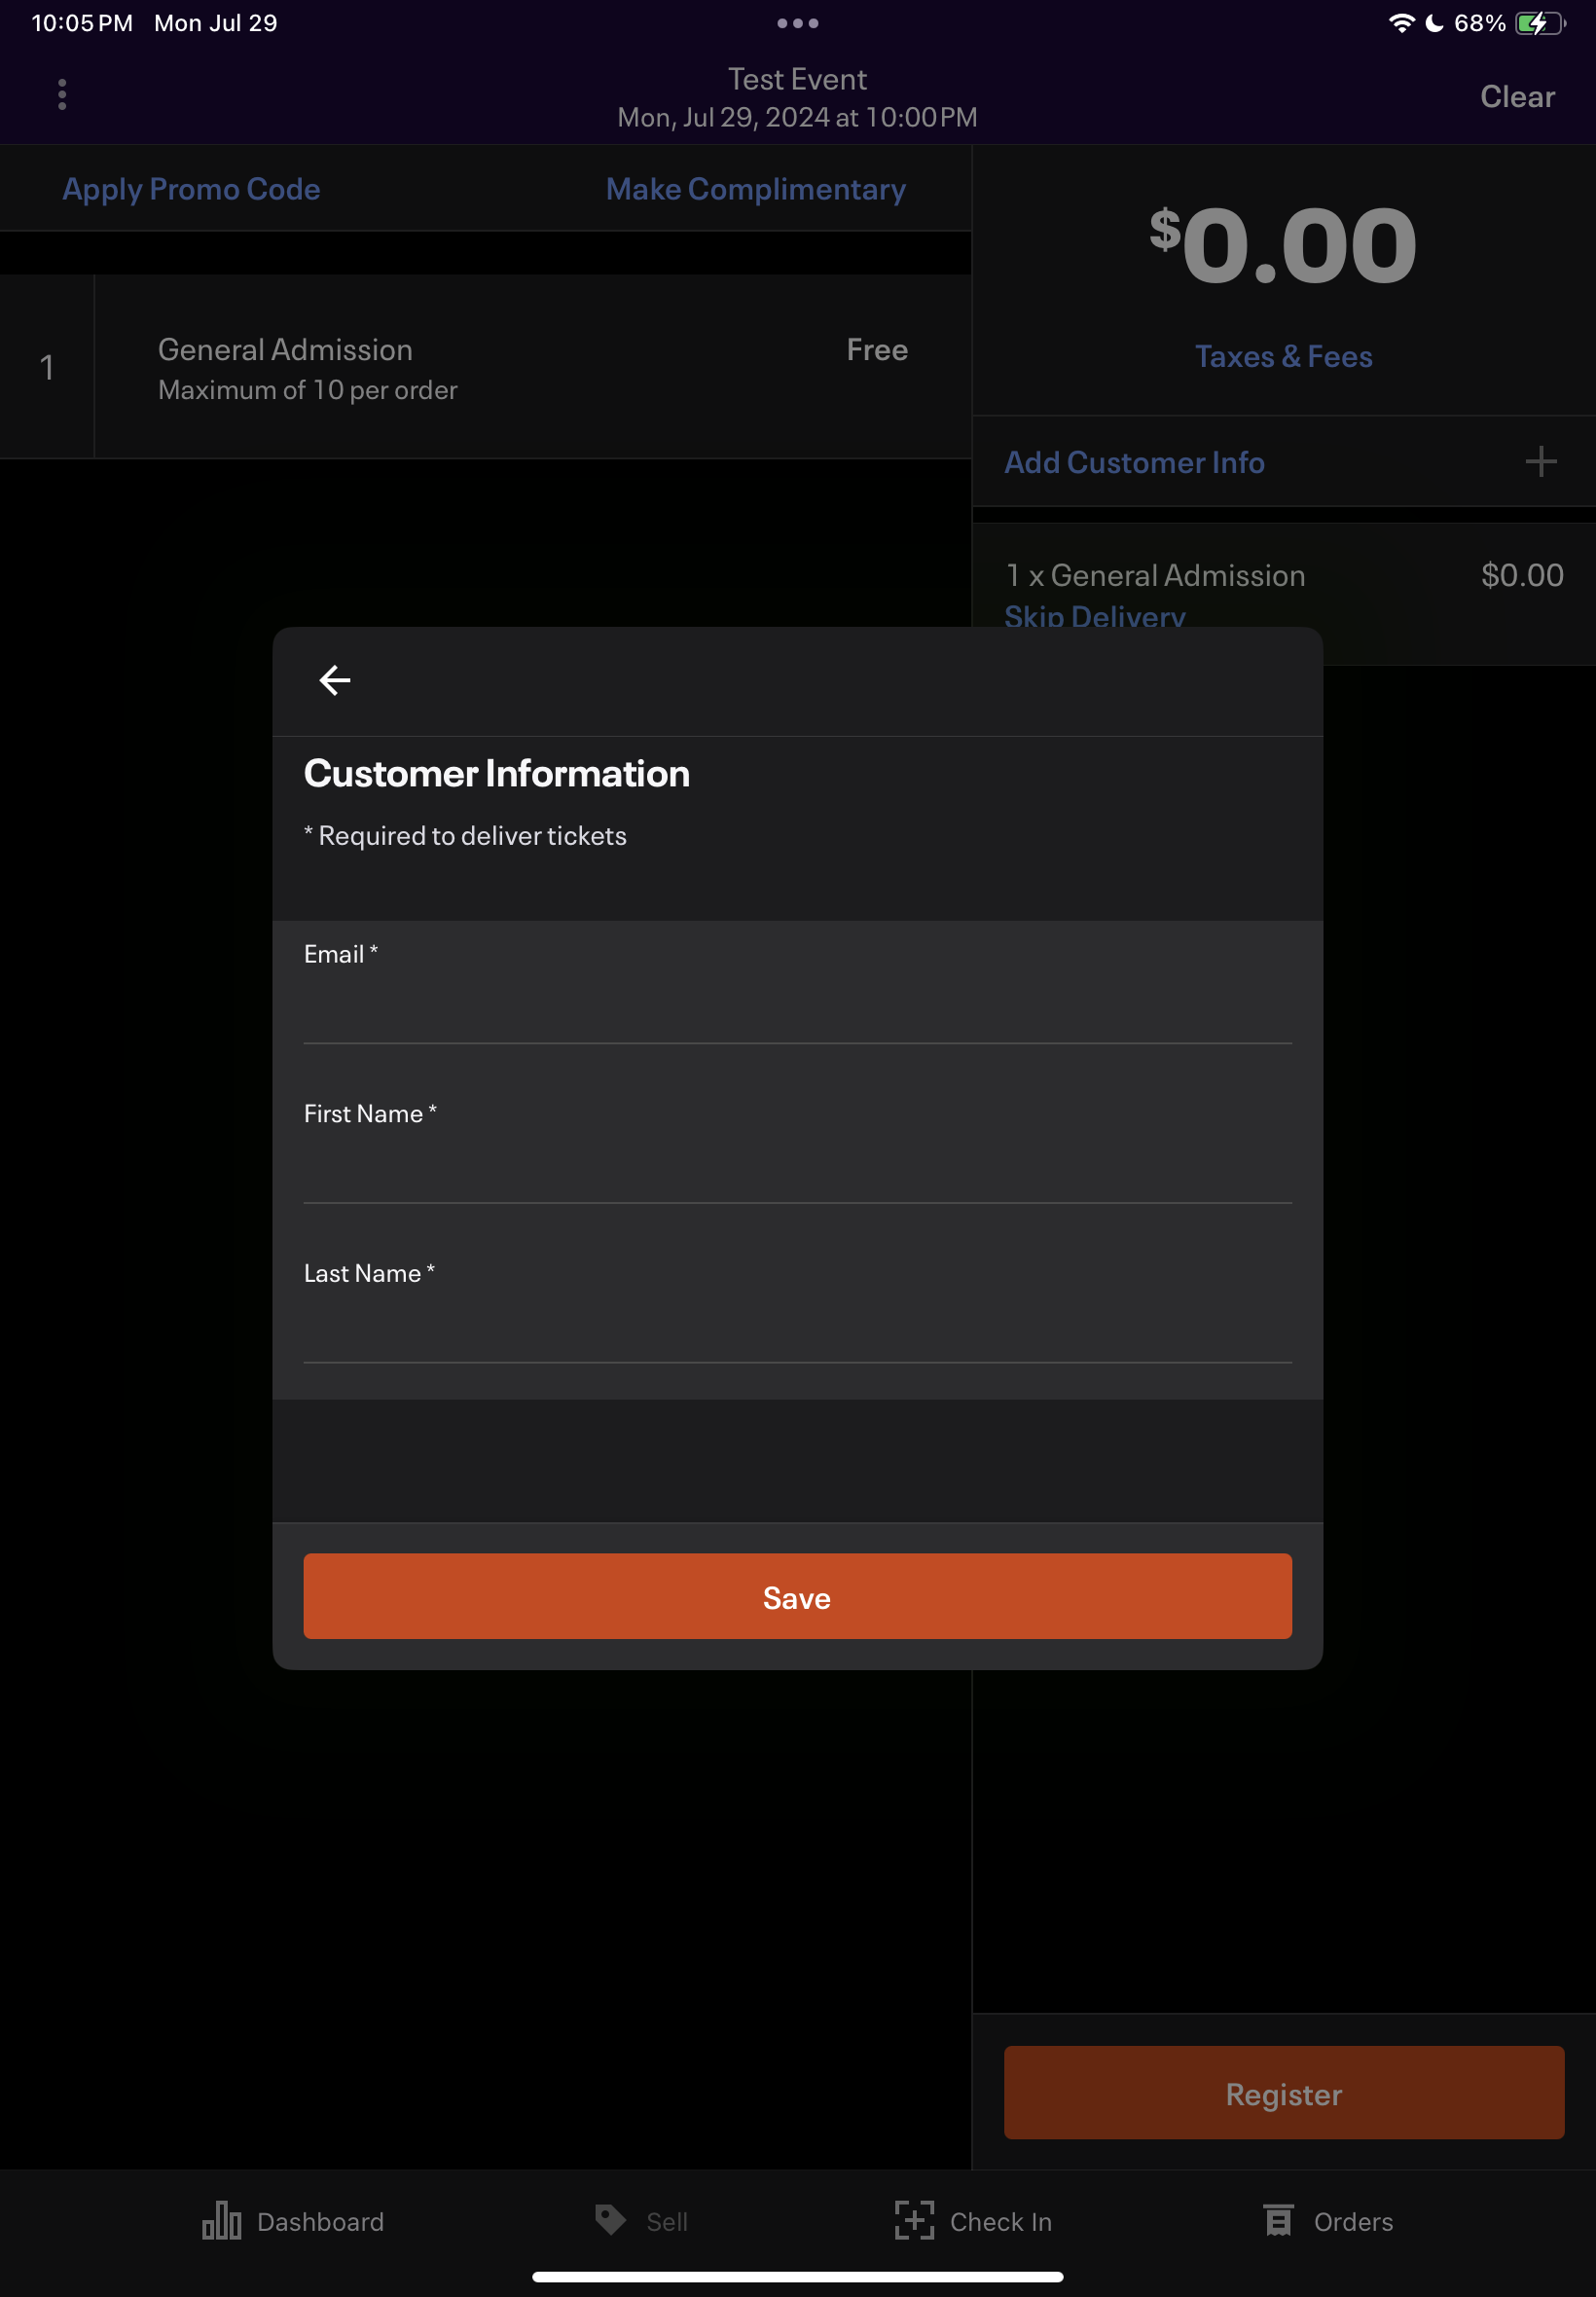 10:05 PM Mon Jul 29
68%
Test Event
Mon, Jul 29, 2024 at 10:00 PM
Clear
Apply Promo Code
Make Complimentary
1
General Admission
Free
Maximum of 10 per order
$0.00
Taxes & Fees
Add Customer Info
1 x General Admission
$0.00
Skip Delivery
Customer Information
* Required to deliver tickets
Email *
First Name *
Last Name *
Save
Register
Dashboard
Sell
Check In
Orders